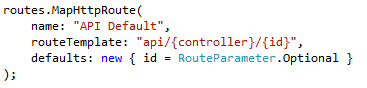 routes.MapHttpRoute(
    name: "API Default",
    routeTemplate: "api/{controller}/{id}",
    defaults: new { id = RouteParameter.Optional }
);